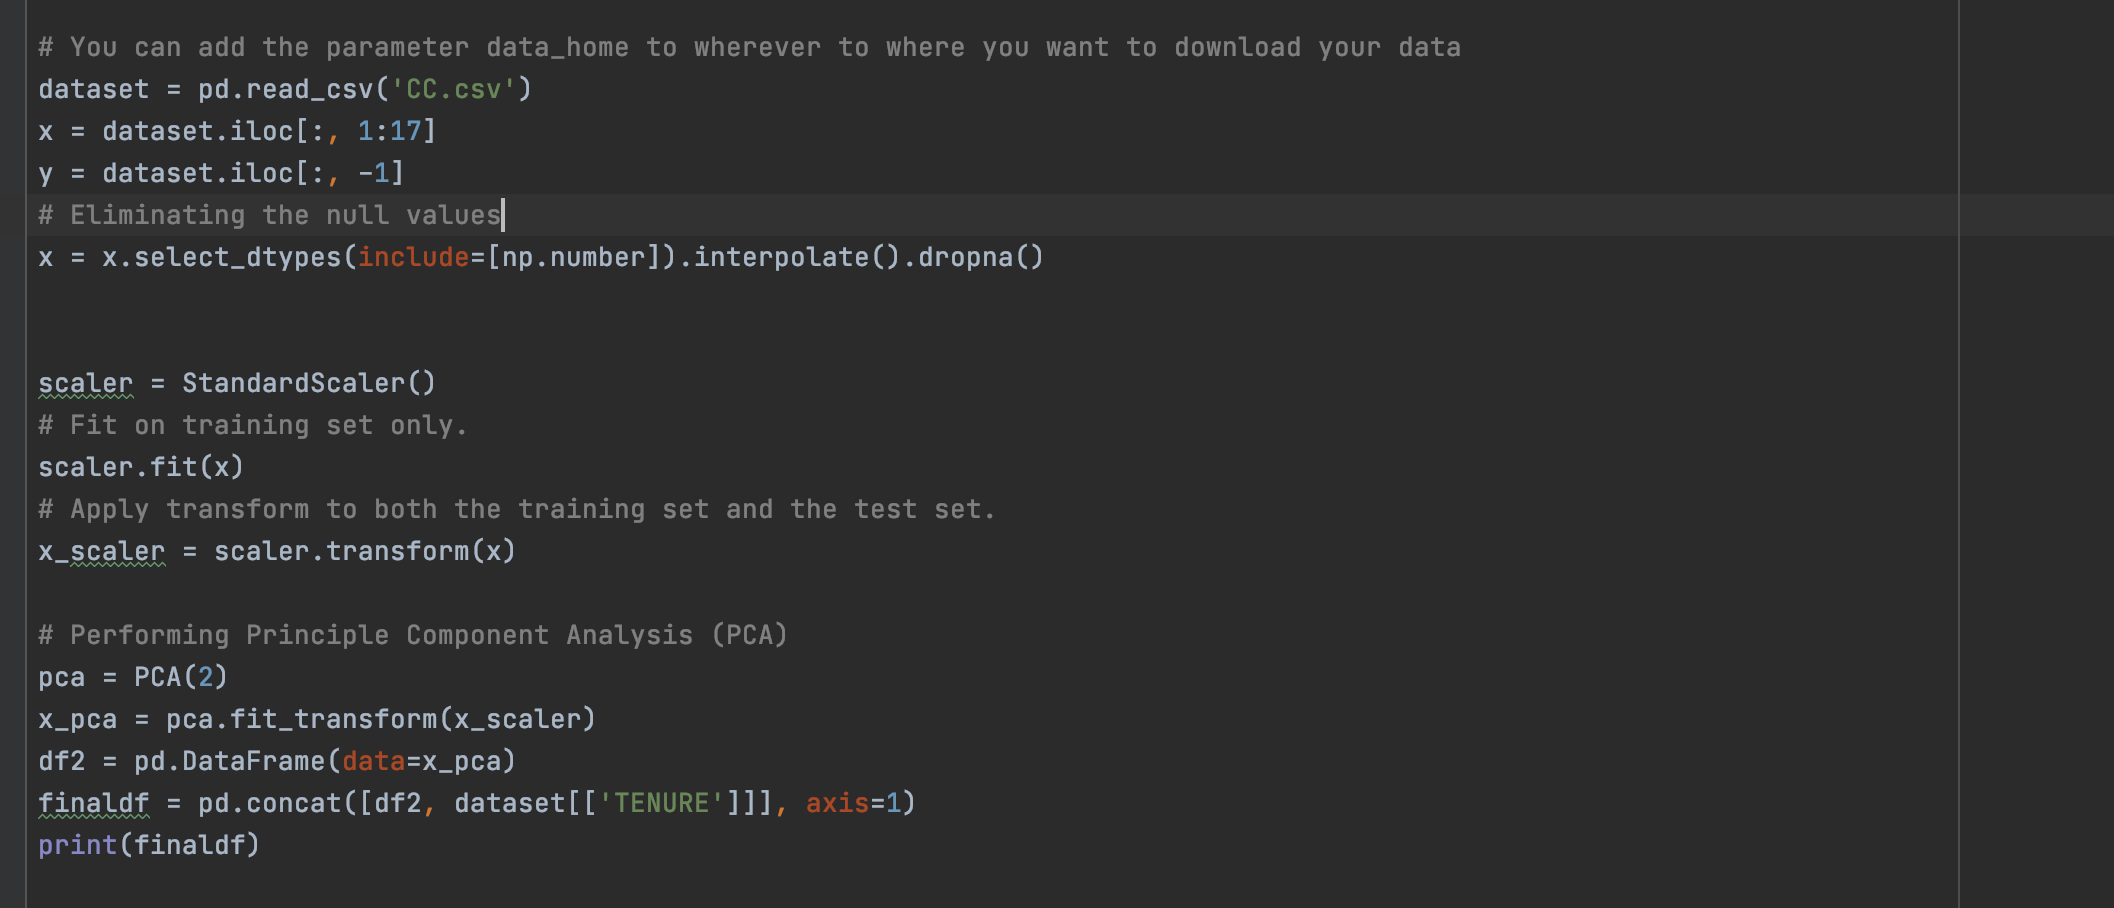 # You can add the parameter data_home to wherever to where you want to download your data
dataset = pd.read_csv('CC.csv')
x = dataset.iloc[:, 1:17]
y = dataset.iloc[:, -1]
# Eliminating the null values
x = x.select_dtypes(include=[np.number]).interpolate().dropna()
scaler = StandardScaler()
# Fit on training set only.
scaler.fit(x)
# Apply transform to both the training set and the test set.
x_scaler = scaler.transform(x)
# Performing Principle Component Analysis (PCA)
pca = PCA(2)
x_pca = pca.fit_transform(x_scaler)
df2 = pd.DataFrame(data=x_pca)
finaldf = pd.concat([df2, dataset[['TENURE']]], axis=1)
print(finaldf)